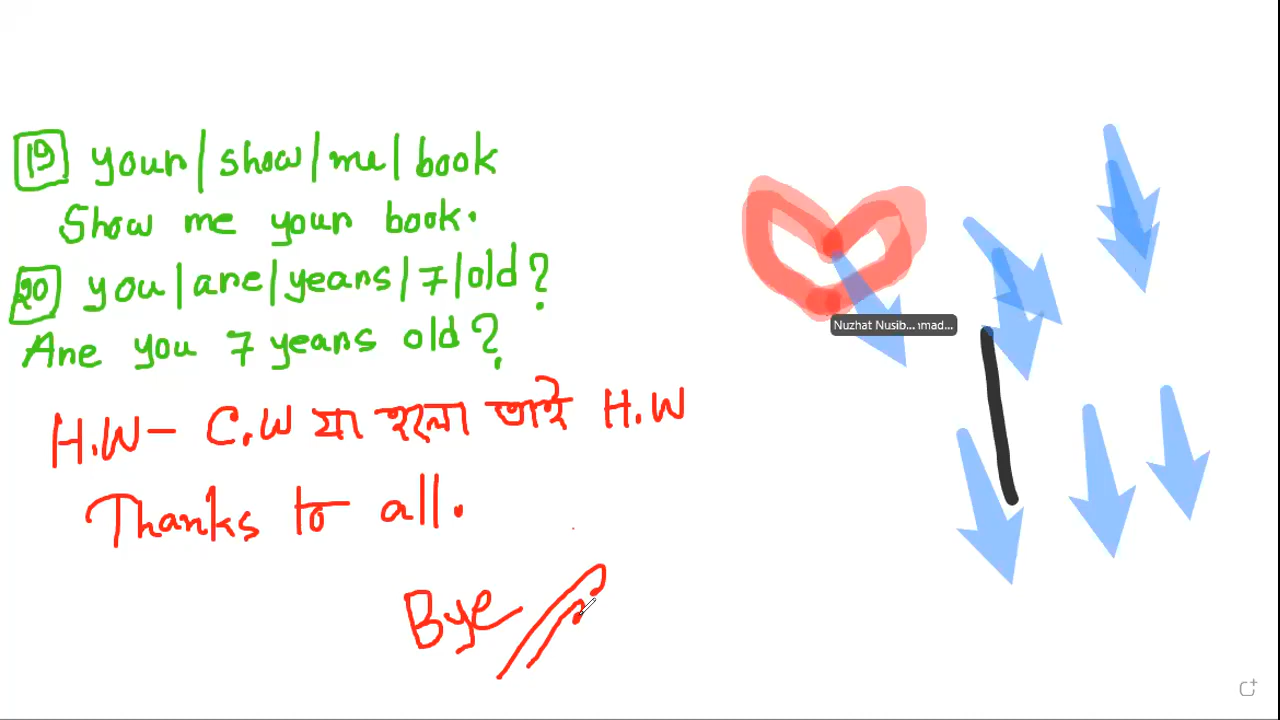 19 your/show/me/book
Show me your book.
20 you/are/years/7/old?
Are you 7 years old?
H.W- C.W যা হলো তাই H.W
Thanks to all.
Bye
Nuzhat Nusib... ımad...